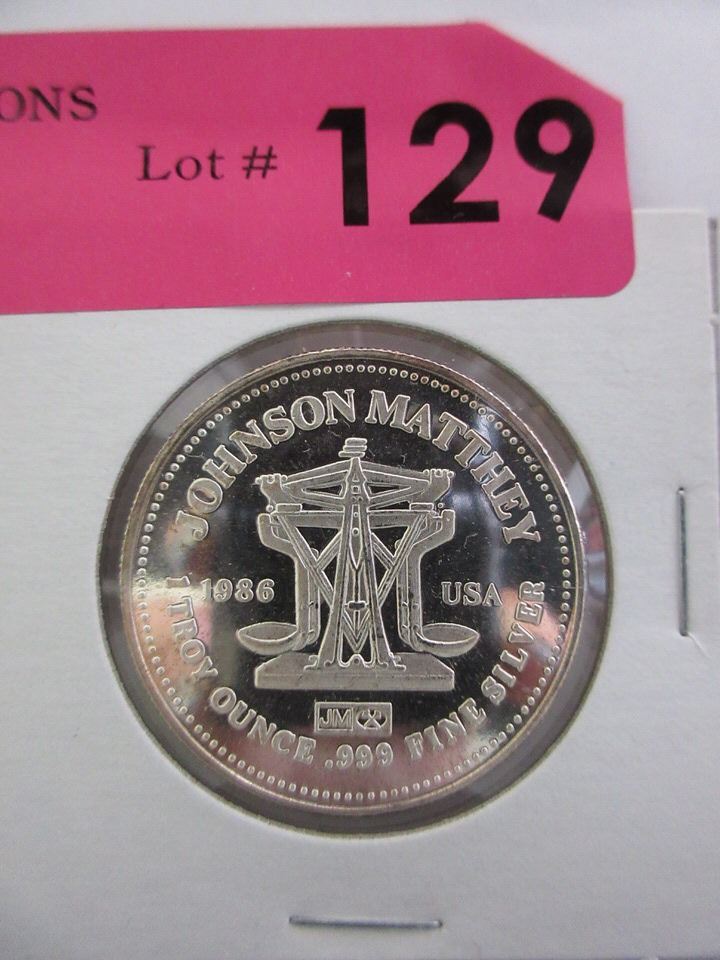 ONS
Lot # 129
JOHNSON MATTHEY
1986 USA
JM
1 TROY OUNCE .999 FINE SILVER